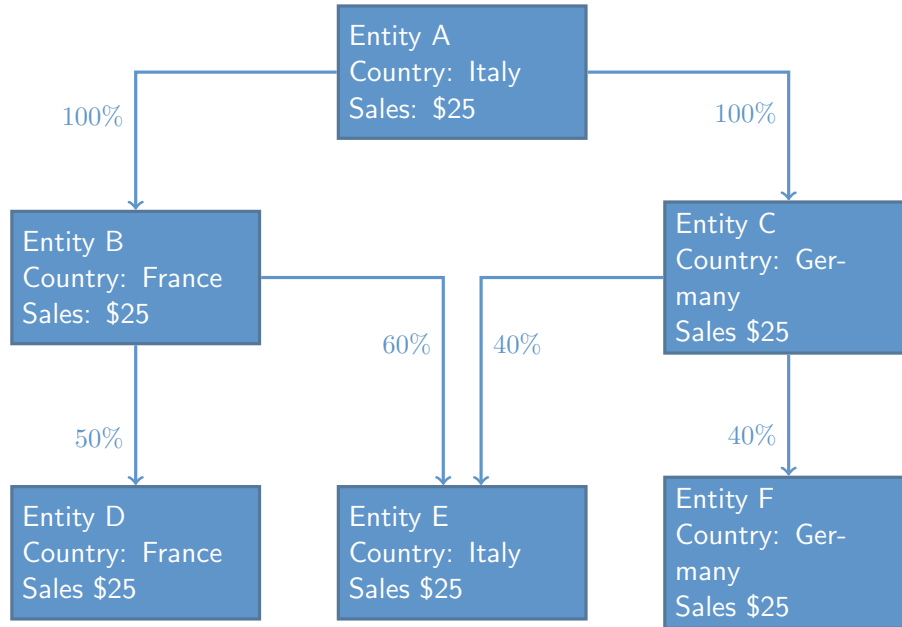 Entity A
Country: Italy
Sales: $25
100%
100%
Entity B
Country: France
Sales: $25
Entity C
Country: Ger-
many
Sales $25
60%
40%
50%
40%
Entity D
Country: France
Sales $25
Entity E
Country: Italy
Sales $25
Entity F
Country: Ger-
many
Sales $25